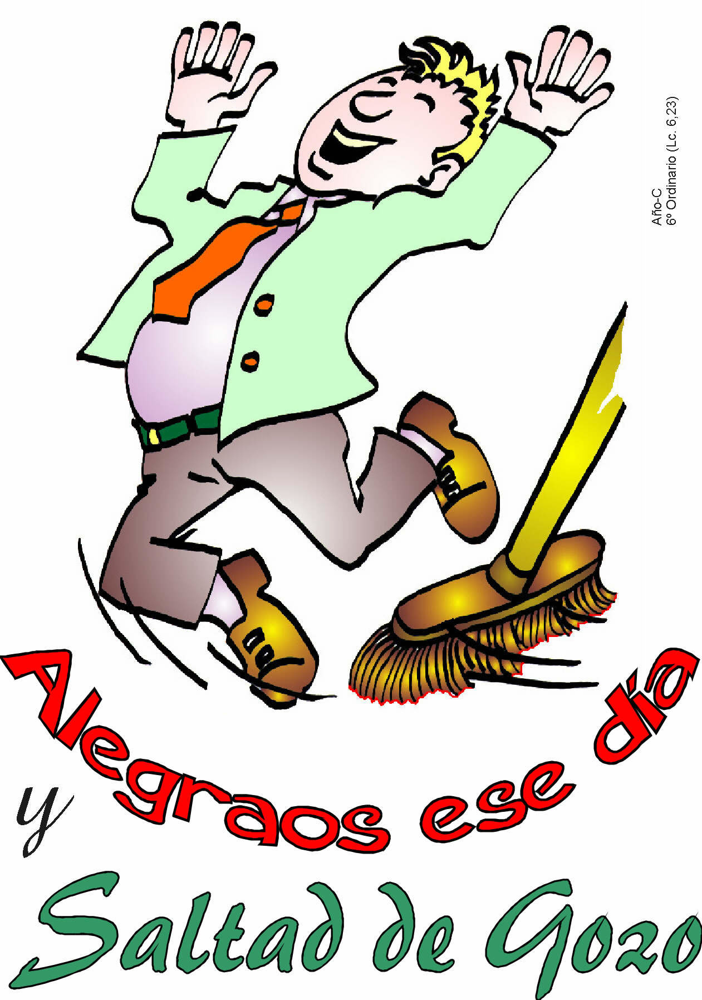 Año-C
6º Ordinario (Lc. 6,23)
Alegraos ese día
y
Saltad de Gozo